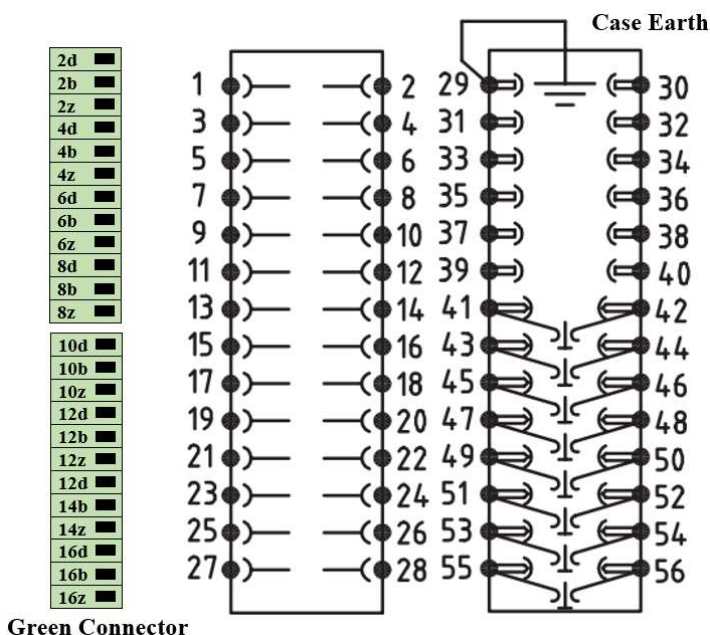 Case Earth
2d
2b
2z
4d
4b
4z
6d
6b
6z
8d
8b
8z
10d
10b
10z
12d
12b
12z
12d
14b
14z
16d
16b
16z
Green Connector
1 2
3 4
5 6
7 8
9 10
11 12
13 14
15 16
17 18
19 20
21 22
23 24
25 26
27 28
29 30
31 32
33 34
35 36
37 38
39 40
41 42
43 44
45 46
47 48
49 50
51 52
53 54
55 56